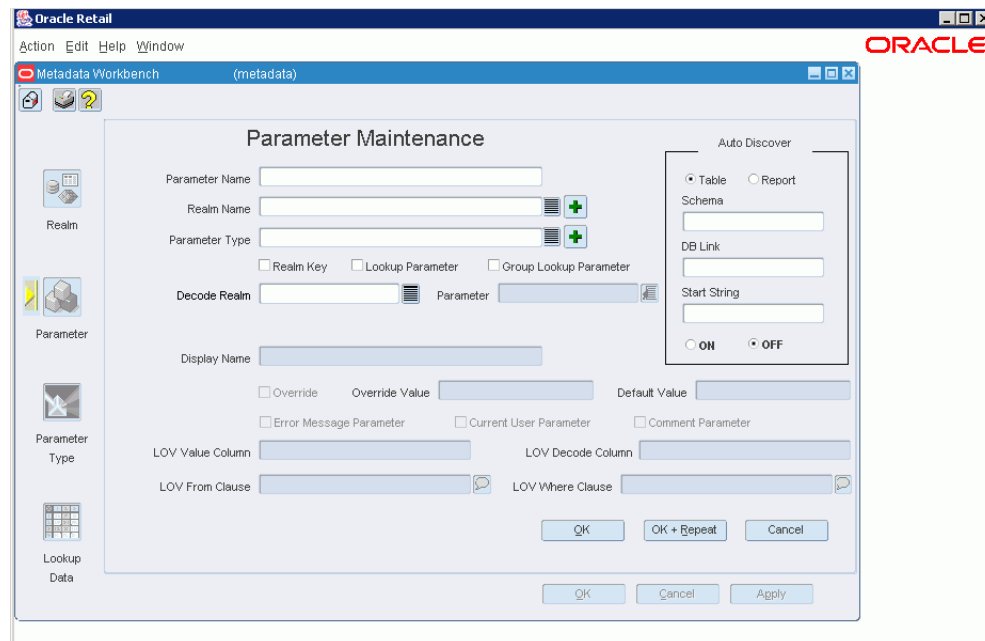 Oracle Retail
Action Edit Help Window
ORACLE
Metadata Workbench (metadata)
Parameter Maintenance
Auto Discover
Parameter Name
Table Report
Realm Name
Schema
Realm
Parameter Type
DB Link
Realm Key Lookup Parameter Group Lookup Parameter
Decode Realm Parameter
Start String
Parameter
Display Name
ON OFF
Override Override Value Default Value
Error Message Parameter Current User Parameter Comment Parameter
Parameter
Type
LOV Value Column LOV Decode Column
LOV From Clause LOV Where Clause
OK OK + Repeat Cancel
Lookup
Data
OK Cancel Apply